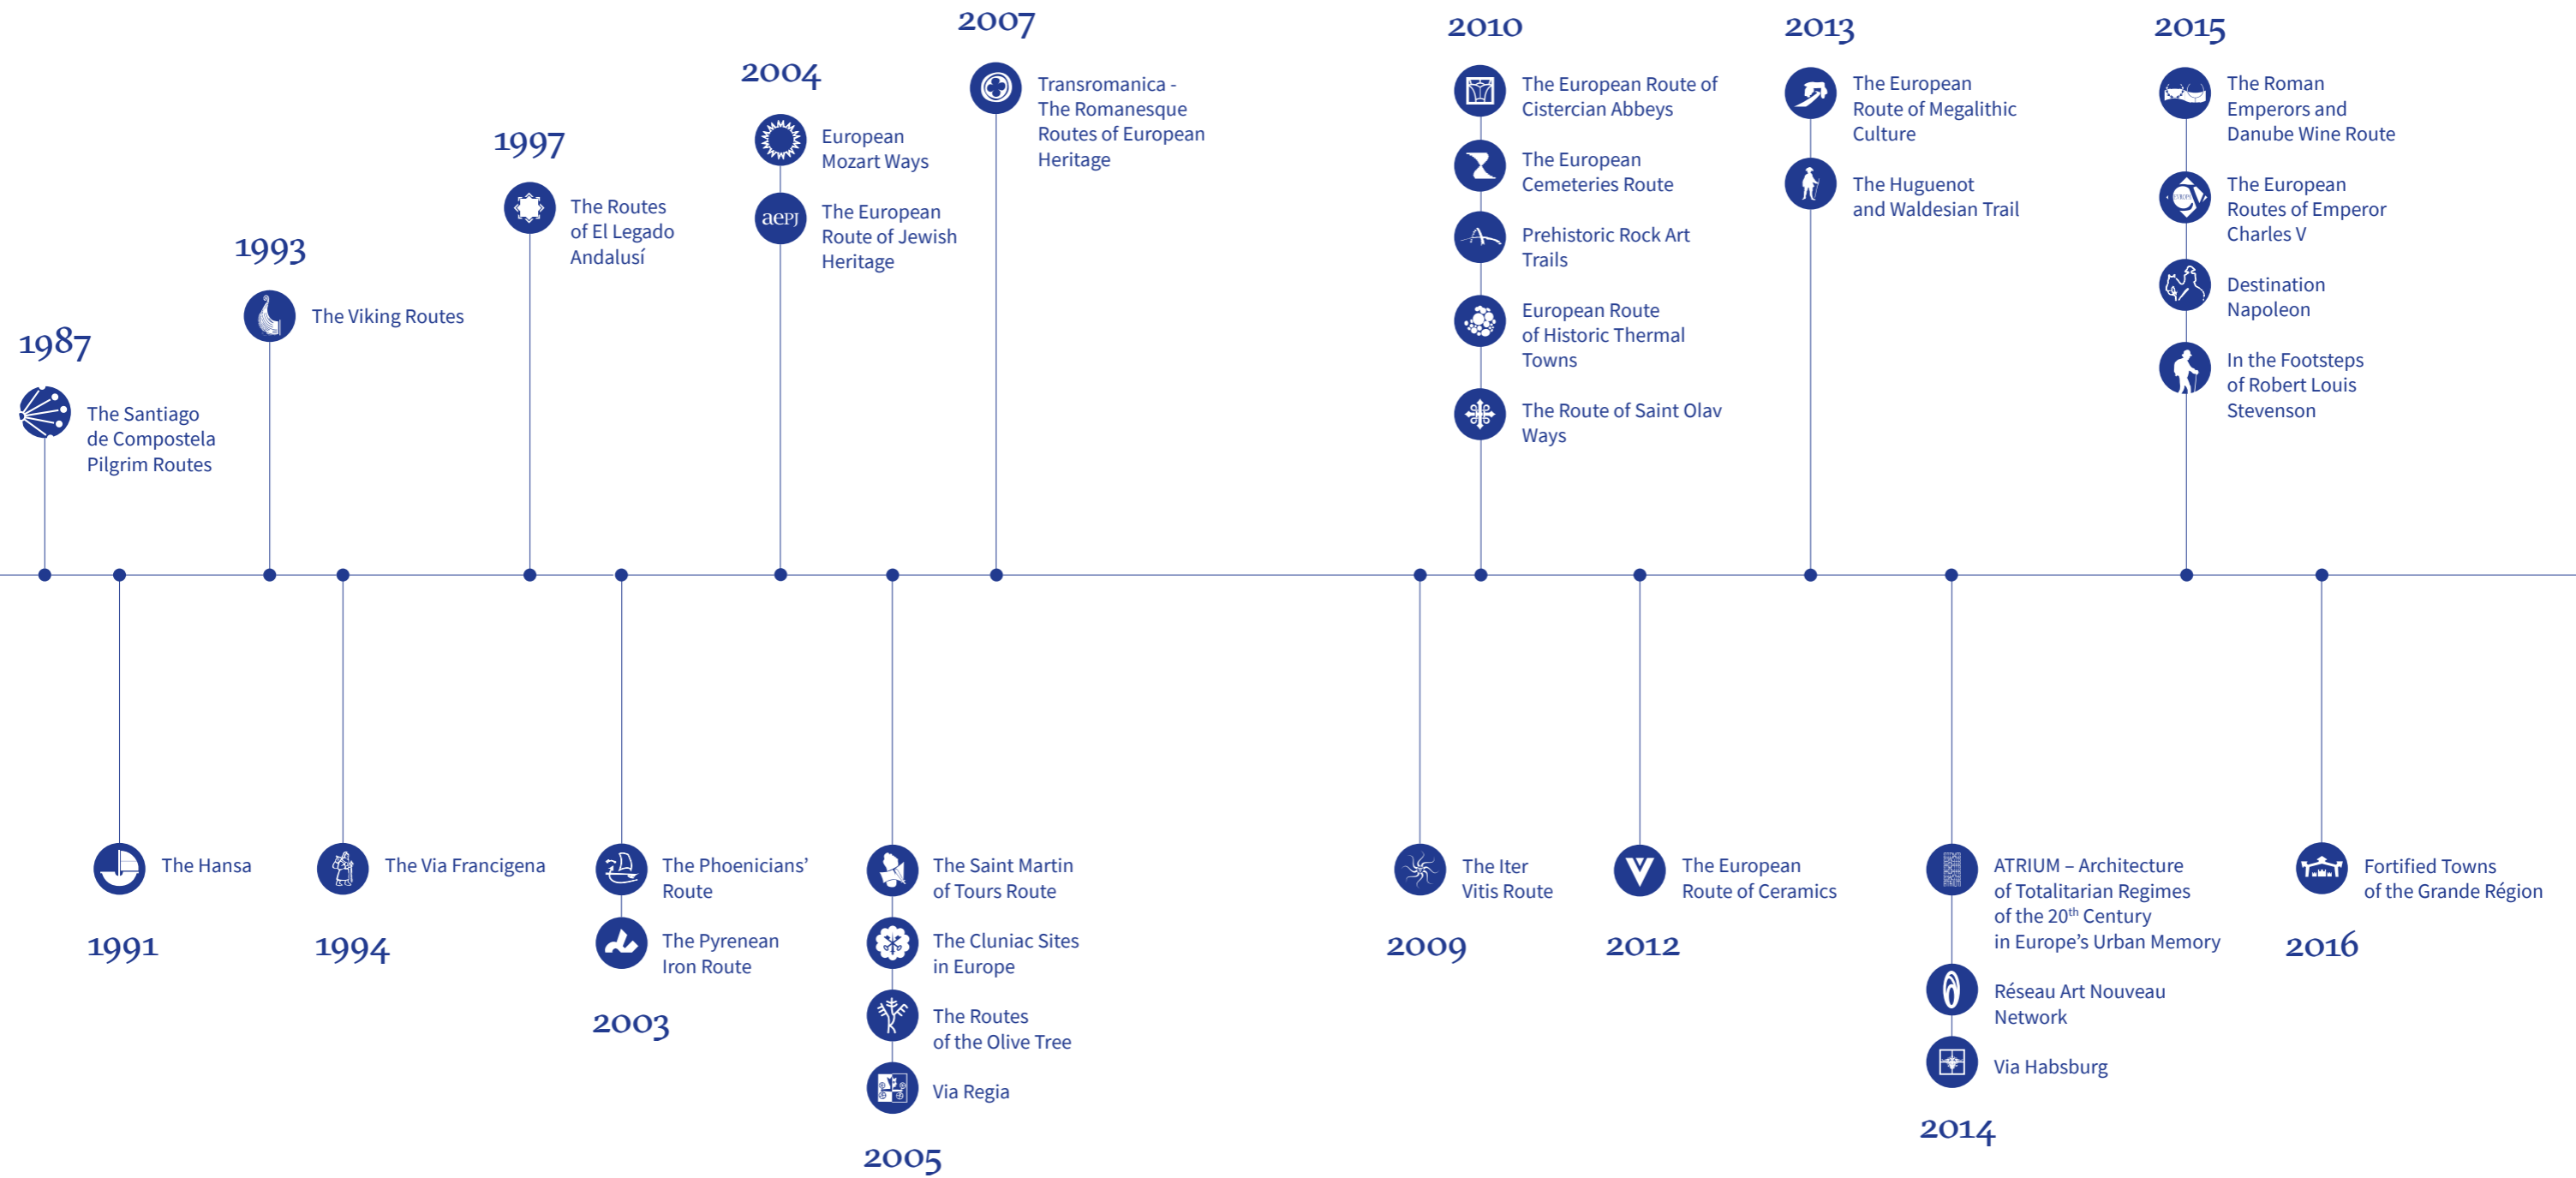 1987
The Santiago
de Compostela
Pilgrim Routes
The Hansa
1991
1993
The Viking Routes
The Via Francigena
1994
1997
The Routes
of El Legado
Andalusí
The Phoenicians’
Route
The Pyrenean
Iron Route
2003
2004
European
Mozart Ways
aePJ
The European
Route of Jewish
Heritage
The Saint Martin
of Tours Route
The Cluniac Sites
in Europe
The Routes
of the Olive Tree
Via Regia
2005
2007
Transromanica -
The Romanesque
Routes of European
Heritage
The Iter
Vitis Route
2009
2010
The European Route of
Cistercian Abbeys
The European
Cemeteries Route
Prehistoric Rock Art
Trails
European Route
of Historic Thermal
Towns
The Route of Saint Olav
Ways
The European
Route of Ceramics
2012
2013
The European
Route of Megalithic
Culture
The Huguenot
and Waldesian Trail
ATRIUM – Architecture
of Totalitarian Regimes
of the 20th Century
in Europe’s Urban Memory
Réseau Art Nouveau
Network
Via Habsburg
2014
2015
The Roman
Emperors and
Danube Wine Route
The European
Routes of Emperor
Charles V
Destination
Napoleon
In the Footsteps
of Robert Louis
Stevenson
Fortified Towns
of the Grande Région
2016